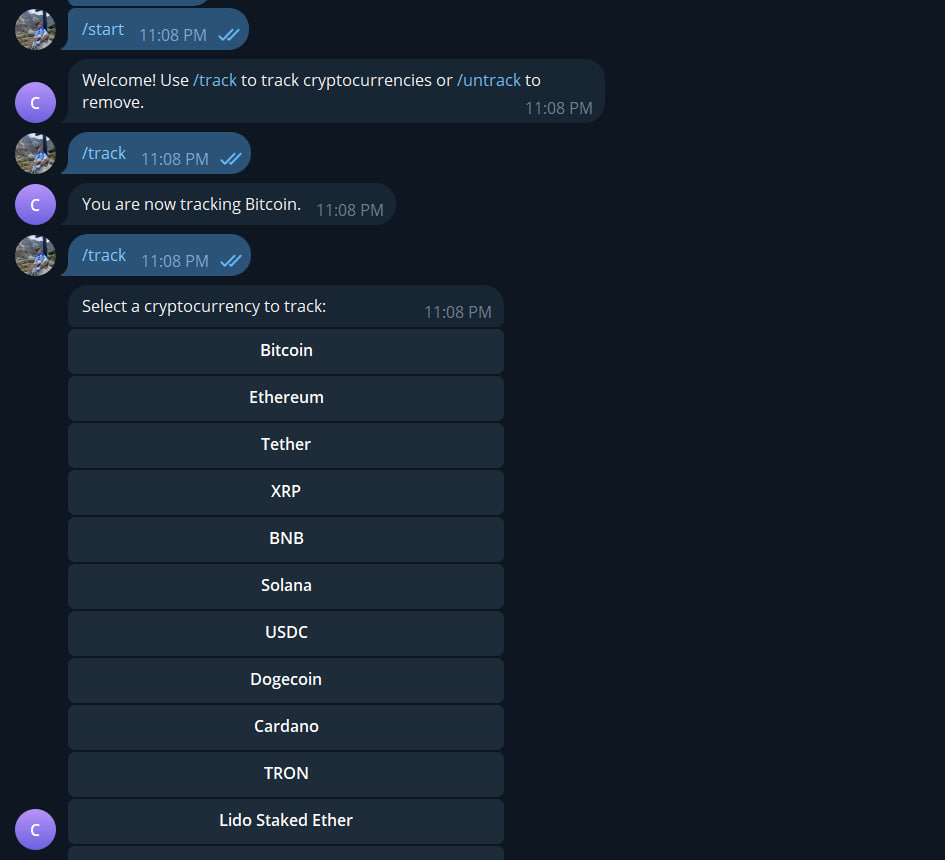 /start 11:08 PM
Welcome! Use /track to track cryptocurrencies or /untrack to
remove. 11:08 PM
C
/track 11:08 PM
C
You are now tracking Bitcoin. 11:08 PM
/track 11:08 PM
Select a cryptocurrency to track: 11:08 PM
Bitcoin
Ethereum
Tether
XRP
BNB
Solana
USDC
Dogecoin
Cardano
TRON
Lido Staked Ether
C